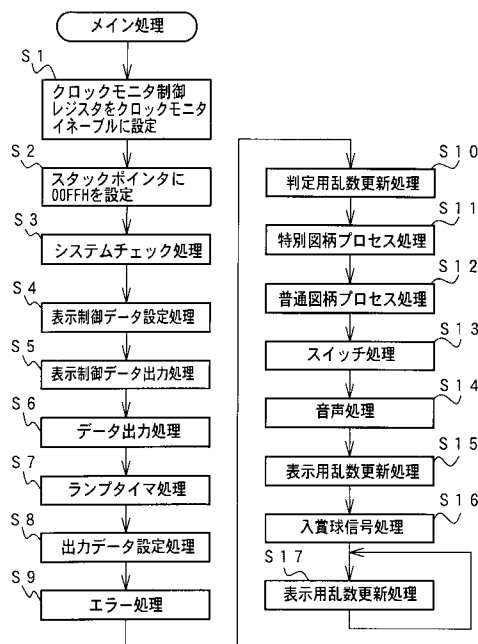 メイン処理
S1
クロックモニタ制御
レジスタをクロックモニタ
イネーブルに設定
S2
スタックポインタに
00FFHを設定
S3
システムチェック処理
S4
表示制御データ設定処理
S5
表示制御データ出力処理
S6
データ出力処理
S7
ランプタイマ処理
S8
出力データ設定処理
S9
エラー処理
S10
判定用乱数更新処理
S11
特別図柄プロセス処理
S12
普通図柄プロセス処理
S13
スイッチ処理
S14
音声処理
S15
表示用乱数更新処理
S16
入賞球信号処理
S17
表示用乱数更新処理